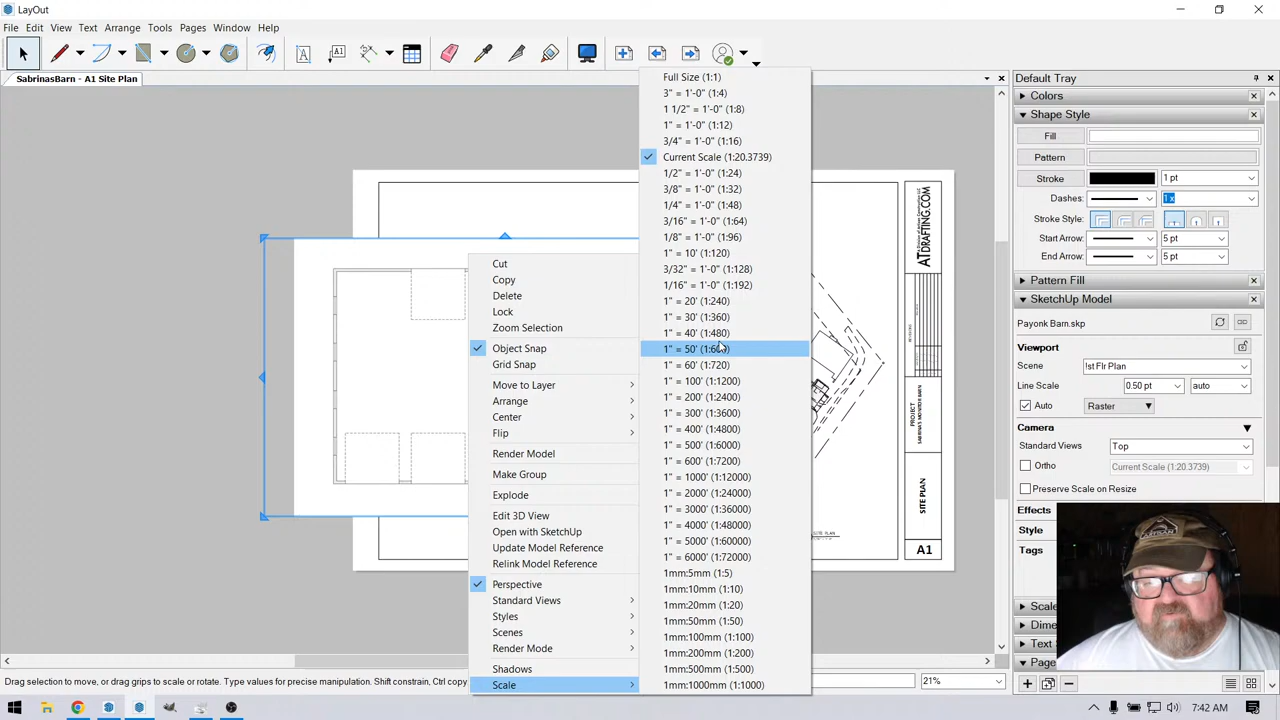 LayOut
File Edit View Text Arrange Tools Pages Window Help
SabrinasBarn - A1 Site Plan
Cut
Copy
Delete
Lock
Zoom Selection
Object Snap
Grid Snap
Move to Layer
Arrange
Center
Flip
Render Model
Make Group
Explode
Edit 3D View
Open with SketchUp
Update Model Reference
Relink Model Reference
Perspective
Standard Views
Styles
Scenes
Render Mode
Shadows
Scale
Full Size (1:1)
3" = 1'-0" (1:4)
1 1/2" = 1'-0" (1:8)
1" = 1'-0" (1:12)
3/4" = 1'-0" (1:16)
Current Scale (1:20.3739)
1/2" = 1'-0" (1:24)
3/8" = 1'-0" (1:32)
1/4" = 1'-0" (1:48)
3/16" = 1'-0" (1:64)
1/8" = 1'-0" (1:96)
1" = 10' (1:120)
3/32" = 1'-0" (1:128)
1/16" = 1'-0" (1:192)
1" = 20' (1:240)
1" = 30' (1:360)
1" = 40' (1:480)
1" = 50' (1:600)
1" = 60' (1:720)
1" = 100' (1:1200)
1" = 200' (1:2400)
1" = 300' (1:3600)
1" = 400' (1:4800)
1" = 500' (1:6000)
1" = 600' (1:7200)
1" = 1000' (1:12000)
1" = 2000' (1:24000)
1" = 3000' (1:36000)
1" = 4000' (1:48000)
1" = 5000' (1:60000)
1" = 6000' (1:72000)
1mm:5mm (1:5)
1mm:10mm (1:10)
1mm:20mm (1:20)
1mm:50mm (1:50)
1mm:100mm (1:100)
1mm:200mm (1:200)
1mm:500mm (1:500)
1mm:1000mm (1:1000)
ATDRAFTING.COM
REVISIONS
PROJECT
SABRINA'S MONITOR BARN
SITE PLAN
A1
Default Tray
Colors
Shape Style
Fill
Pattern
Stroke 1 pt
Dashes: 1 x
Stroke Style:
Start Arrow: 5 pt
End Arrow: 5 pt
Pattern Fill
SketchUp Model
Payonk Barn.skp
Viewport
Scene !st Flr Plan
Line Scale 0.50 pt auto
Auto Raster
Camera
Standard Views Top
Ortho Current Scale (1:20.3739)
Preserve Scale on Resize
Effects
Style
Tags
Scale
Dime
Text S
Page
Drag selection to move, or drag grips to scale or rotate. Type values for precise manipulation. Shift constrain, copy
21%
7:42 AM